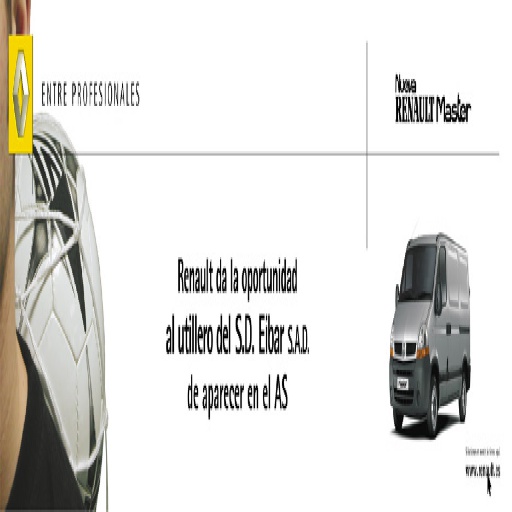 ENTRE PROFESIONALES
Nueva
RENAULT Master
Renault da la oportunidad
al utillero del S.D. Eibar S.A.D.
de aparecer en el AS
www.renault.es